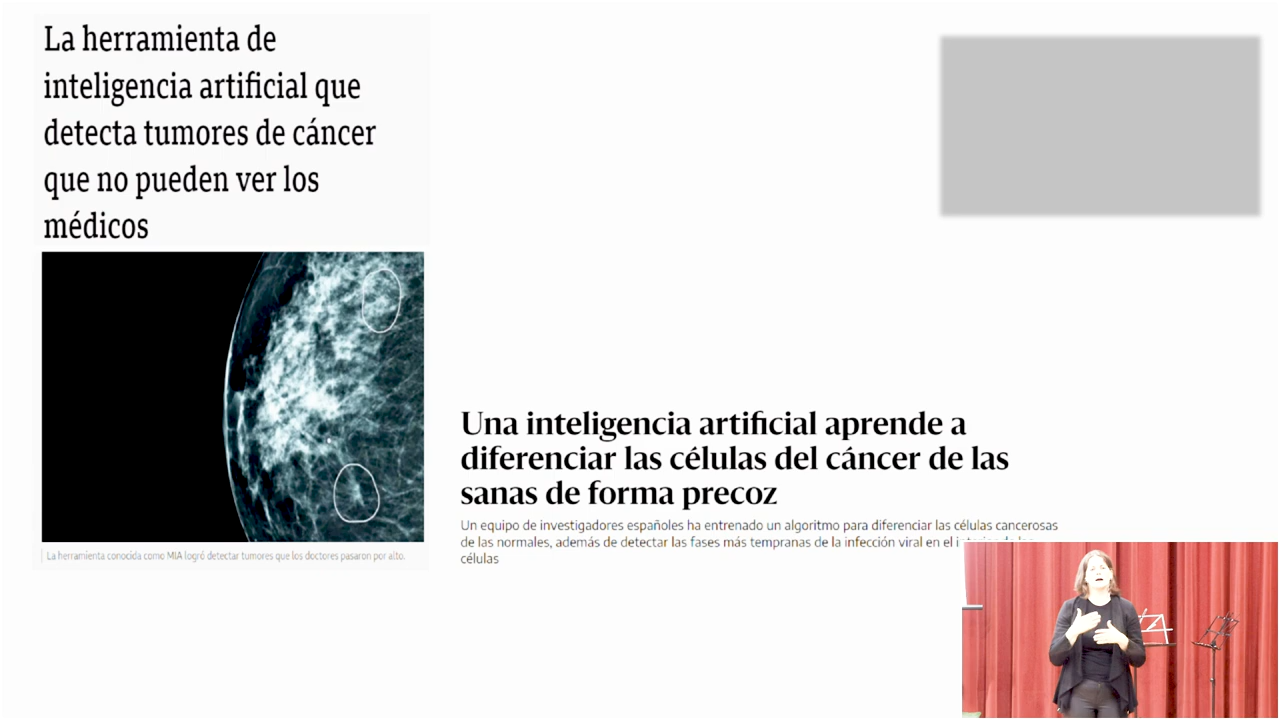 La herramienta de
inteligencia artificial que
detecta tumores de cáncer
que no pueden ver los
médicos
La herramienta conocida como MIA logró detectar tumores que los doctores pasaron por alto.
Una inteligencia artificial aprende a
diferenciar las células del cáncer de las
sanas de forma precoz
Un equipo de investigadores españoles ha entrenado un algoritmo para diferenciar las células cancerosas
de las normales, además de detectar las fases más tempranas de la infección viral en el
células